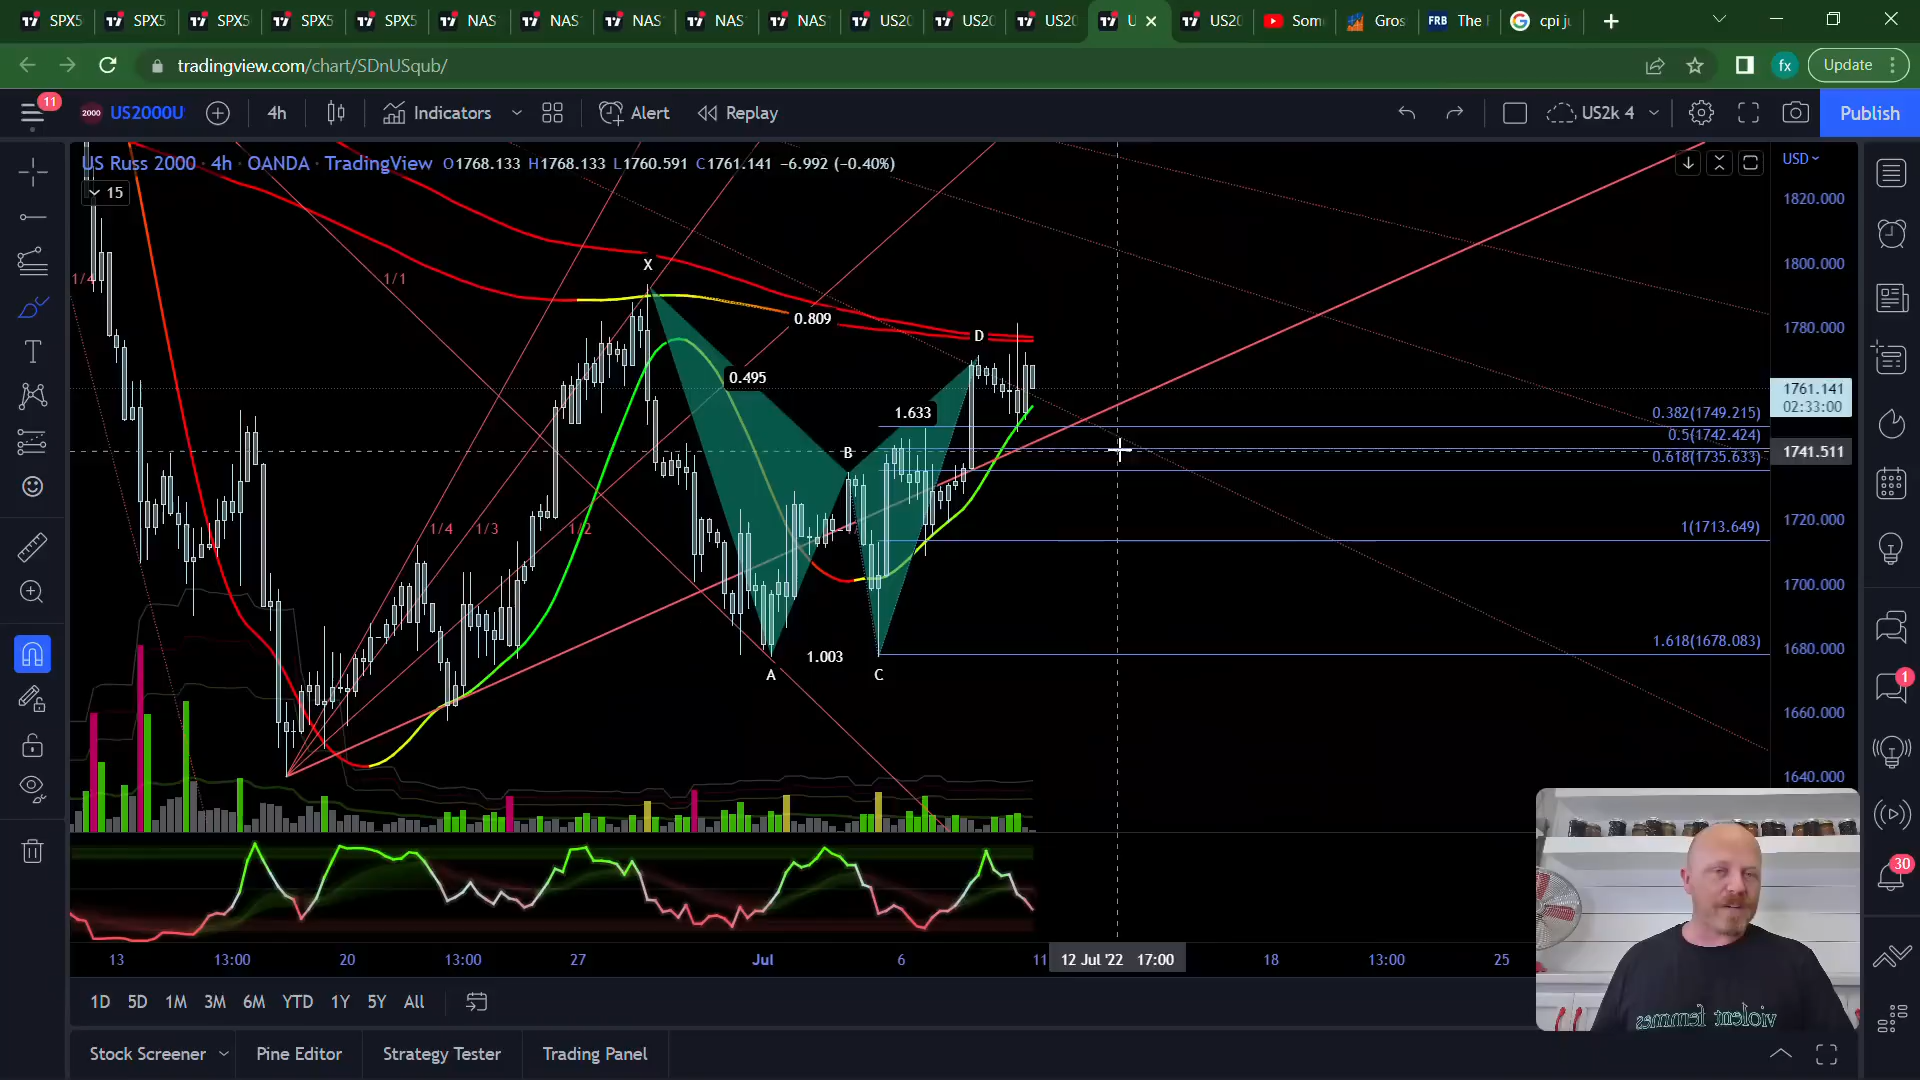 SPX5 SPX5 SPX5 SPX5 SPX5 NAS NAS NAS NAS NAS US20 US20 US20 U US20 Som Gros FRB The cpi ju
tradingview.com/chart/SDnUSqub/
fx
Update
11
2000
US2000U
4h
Indicators
Alert
Replay
US2k 4
Publish
US Russ 2000 · 4h · OANDA · TradingView O1768.133 H1768.133 L1760.591 C1761.141 −6.992 (−0.40%)
USD
15
1820.000
X
1/4
1/1
1800.000
0.809
D
1780.000
0.495
1761.141
02:33:00
1.633
0.382(1749.215)
0.5(1742.424)
B
1741.511
0.618(1735.633)
1/4
1/3
1/2
1(1713.649)
1720.000
1700.000
1.618(1678.083)
1.003
1680.000
A
C
1
1660.000
1640.000
30
13
13:00
20
13:00
27
Jul
6
11
12 Jul '22 17:00
18
13:00
25
1D 5D 1M 3M 6M YTD 1Y 5Y All
violent femmes
Stock Screener
Pine Editor
Strategy Tester
Trading Panel